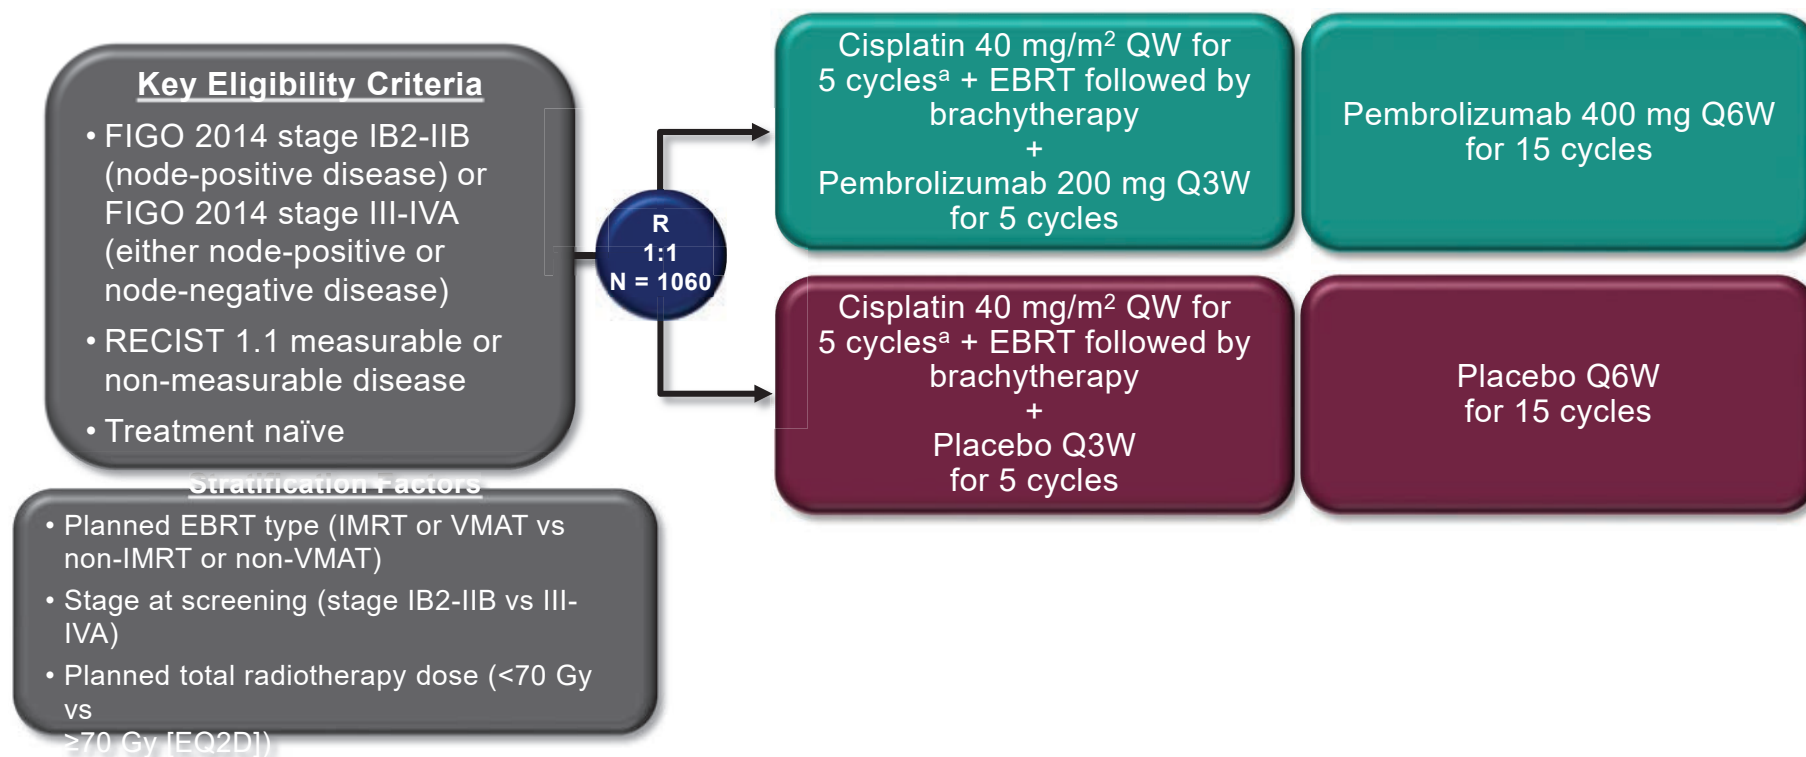 Key Eligibility Criteria
• FIGO 2014 stage IB2-IIB
(node-positive disease) or
FIGO 2014 stage III-IVA
(either node-positive or
node-negative disease)
• RECIST 1.1 measurable or
non-measurable disease
• Treatment naïve
Stratification Factors
• Planned EBRT type (IMRT or VMAT vs
non-IMRT or non-VMAT)
• Stage at screening (stage IB2-IIB vs III-
IVA)
• Planned total radiotherapy dose (<70 Gy
vs
≥70 Gy [EQ2D])
R
1:1
N = 1060
Cisplatin 40 mg/m² QW for
5 cyclesᵃ + EBRT followed by
brachytherapy
+
Pembrolizumab 200 mg Q3W
for 5 cycles
Pembrolizumab 400 mg Q6W
for 15 cycles
Cisplatin 40 mg/m² QW for
5 cyclesᵃ + EBRT followed by
brachytherapy
+
Placebo Q3W
for 5 cycles
Placebo Q6W
for 15 cycles